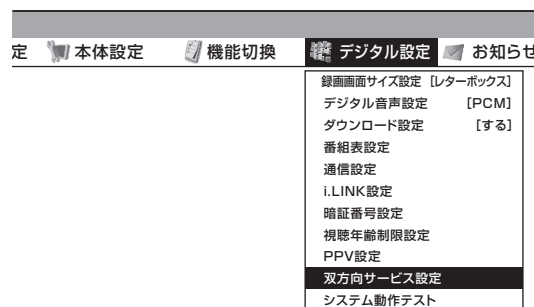 定 本体設定 機能切換 デジタル設定 お知らせ
録画画面サイズ設定 [レターボックス]
デジタル音声設定 [PCM]
ダウンロード設定 [する]
番組表設定
通信設定
i.LINK設定
暗証番号設定
視聴年齢制限設定
PPV設定
双方向サービス設定
システム動作テスト